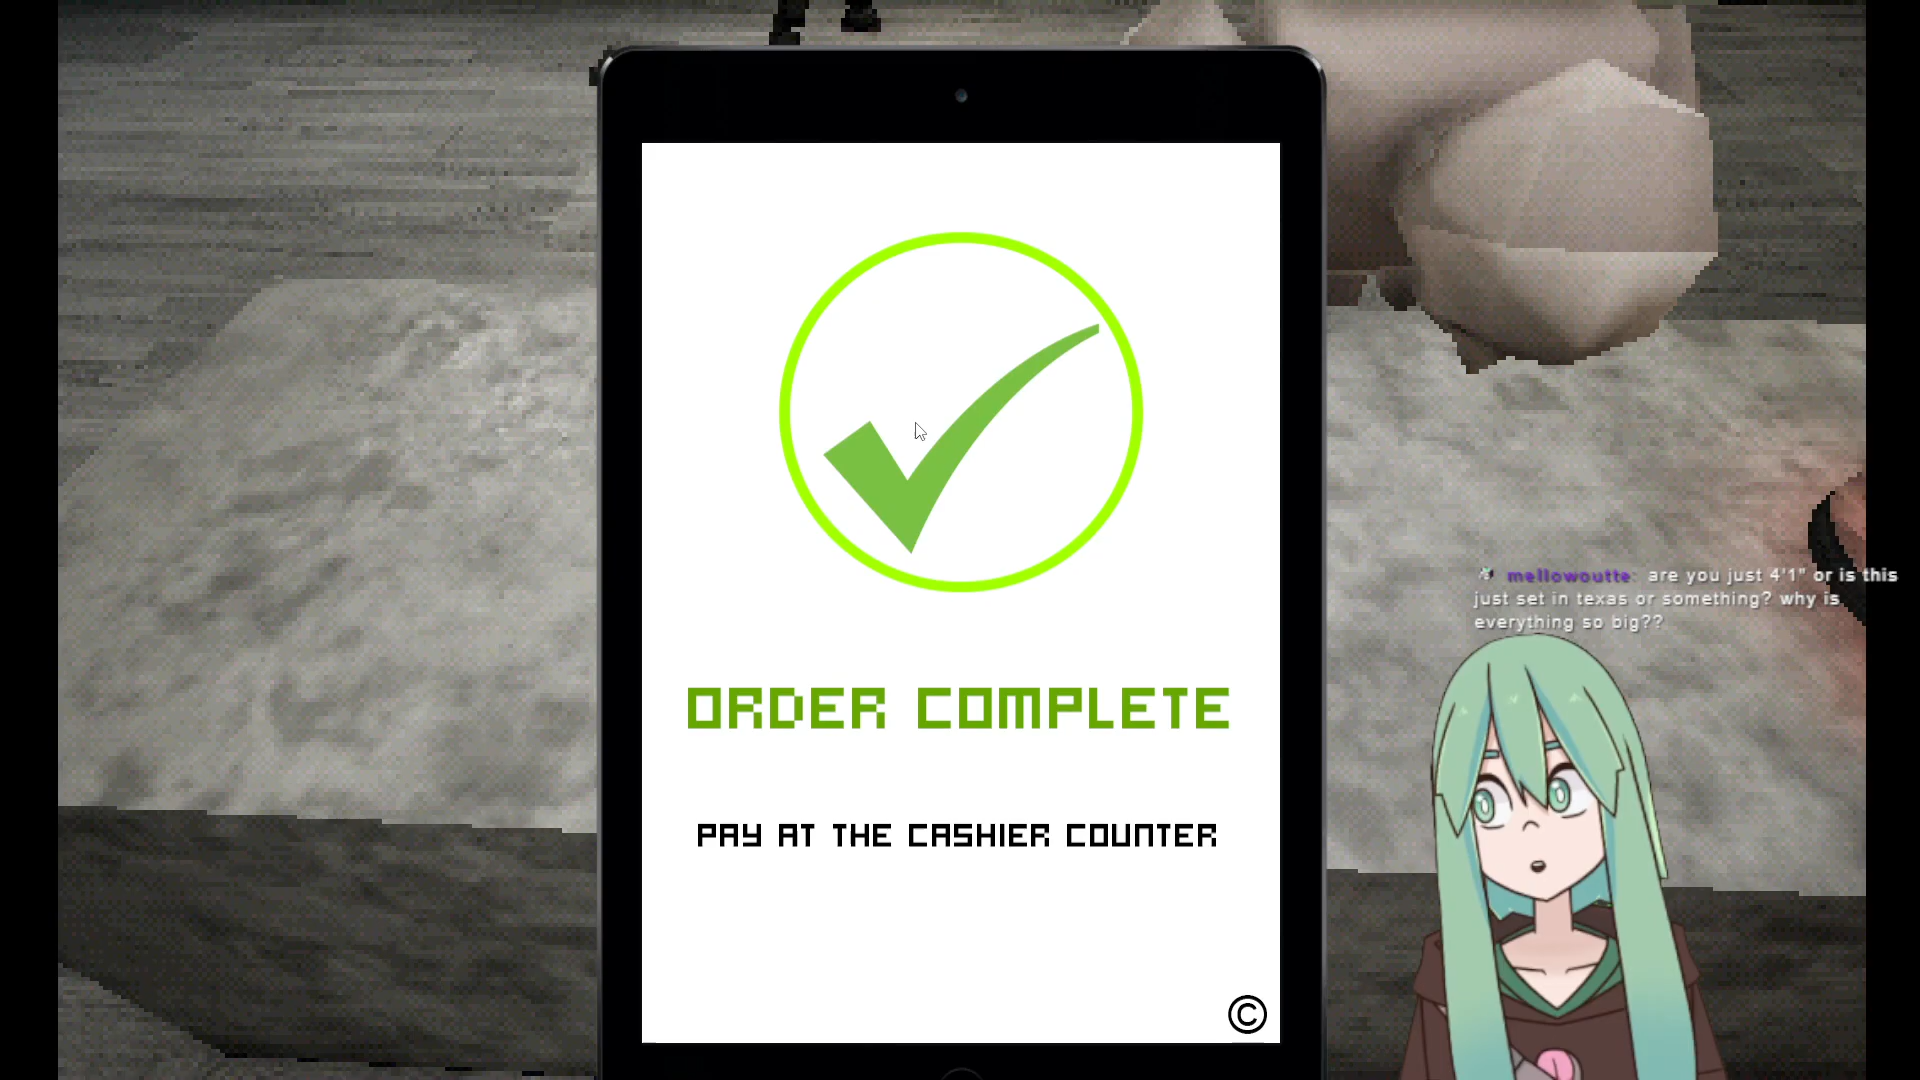 ORDER COMPLETE
PAY AT THE CASHIER COUNTER
©
mellowoutte: are you just 4'1" or is this
just set in texas or something? why is
everything so big??